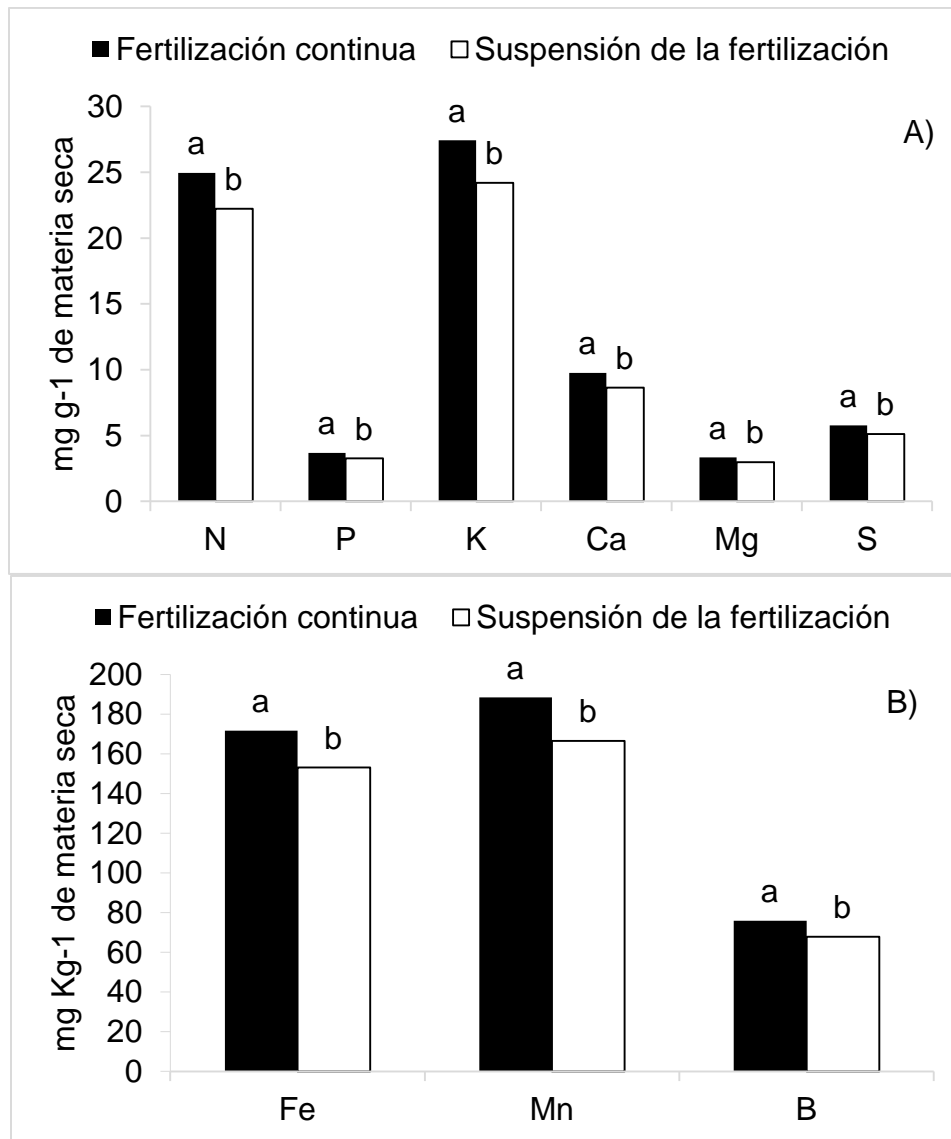 Fertilización continua Suspensión de la fertilización
A)
mg g-1 de materia seca
30
25
20
15
10
5
0
a b a b a b a b a b a b
N P K Ca Mg S
Fertilización continua Suspensión de la fertilización
B)
mg Kg-1 de materia seca
200
180
160
140
120
100
80
60
40
20
0
a b a b a b
Fe Mn B